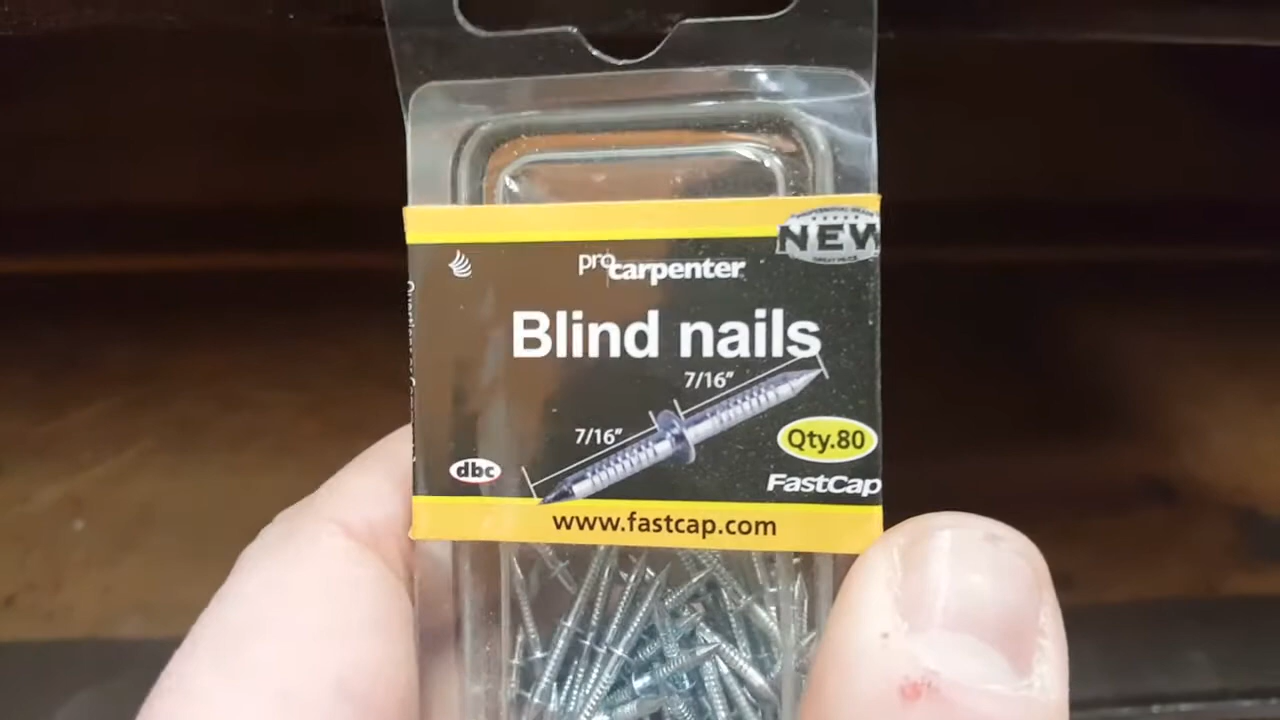 NEW
pro carpenter
Blind nails
7/16"
7/16"
Qty.80
dbc
FastCap
www.fastcap.com